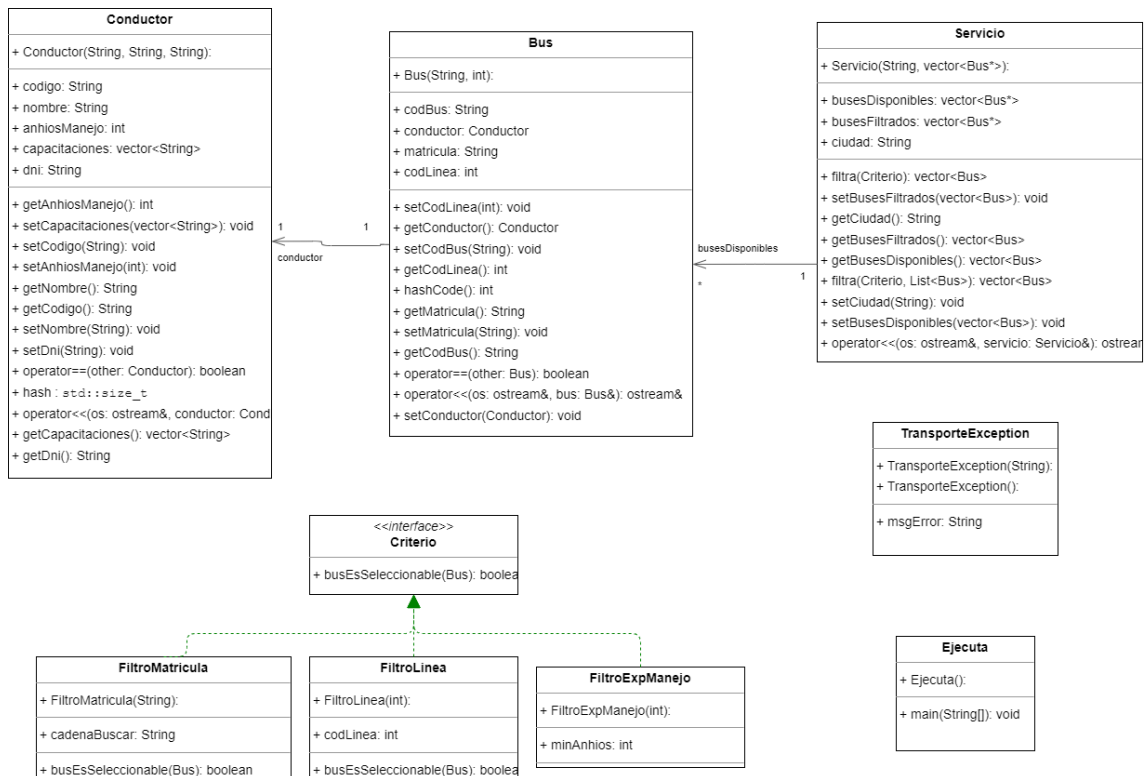 Conductor
+ Conductor(String, String, String):
+ codigo: String
+ nombre: String
+ anhiosManejo: int
+ capacitaciones: vector<String>
+ dni: String
+ getAnhiosManejo(): int
+ setCapacitaciones(vector<String>): void
+ setCodigo(String): void
+ setAnhiosManejo(int): void
+ getNombre(): String
+ getCodigo(): String
+ setNombre(String): void
+ setDni(String): void
+ operator==(other: Conductor): boolean
+ hash : std::size_t
+ operator<<(os: ostream&, conductor: Cond
+ getCapacitaciones(): vector<String>
+ getDni(): String
1
1
conductor
Bus
+ Bus(String, int):
+ codBus: String
+ conductor: Conductor
+ matricula: String
+ codLinea: int
+ setCodLinea(int): void
+ getConductor(): Conductor
+ setCodBus(String): void
+ getCodLinea(): int
+ hashCode(): int
+ getMatricula(): String
+ setMatricula(String): void
+ getCodBus(): String
+ operator==(other: Bus): boolean
+ operator<<(os: ostream&, bus: Bus&): ostream&
+ setConductor(Conductor): void
busesDisponibles
1
*
Servicio
+ Servicio(String, vector<Bus*>):
+ busesDisponibles: vector<Bus*>
+ busesFiltrados: vector<Bus*>
+ ciudad: String
+ filtra(Criterio): vector<Bus>
+ setBusesFiltrados(vector<Bus>): void
+ getCiudad(): String
+ getBusesFiltrados(): vector<Bus>
+ getBusesDisponibles(): vector<Bus>
+ filtra(Criterio, List<Bus>): vector<Bus>
+ setCiudad(String): void
+ setBusesDisponibles(vector<Bus>): void
+ operator<<(os: ostream&, servicio: Servicio&): ostrear
TransporteException
+ TransporteException(String):
+ TransporteException():
+ msgError: String
<<interface>>
Criterio
+ busEsSeleccionable(Bus): boolea
FiltroMatricula
+ FiltroMatricula(String):
+ cadenaBuscar: String
+ busEsSeleccionable(Bus): boolean
FiltroLinea
+ FiltroLinea(int):
+ codLinea: int
+ busEsSeleccionable(Bus): boolea
FiltroExpManejo
+ FiltroExpManejo(int):
+ minAnhios: int
Ejecuta
+ Ejecuta():
+ main(String[]): void